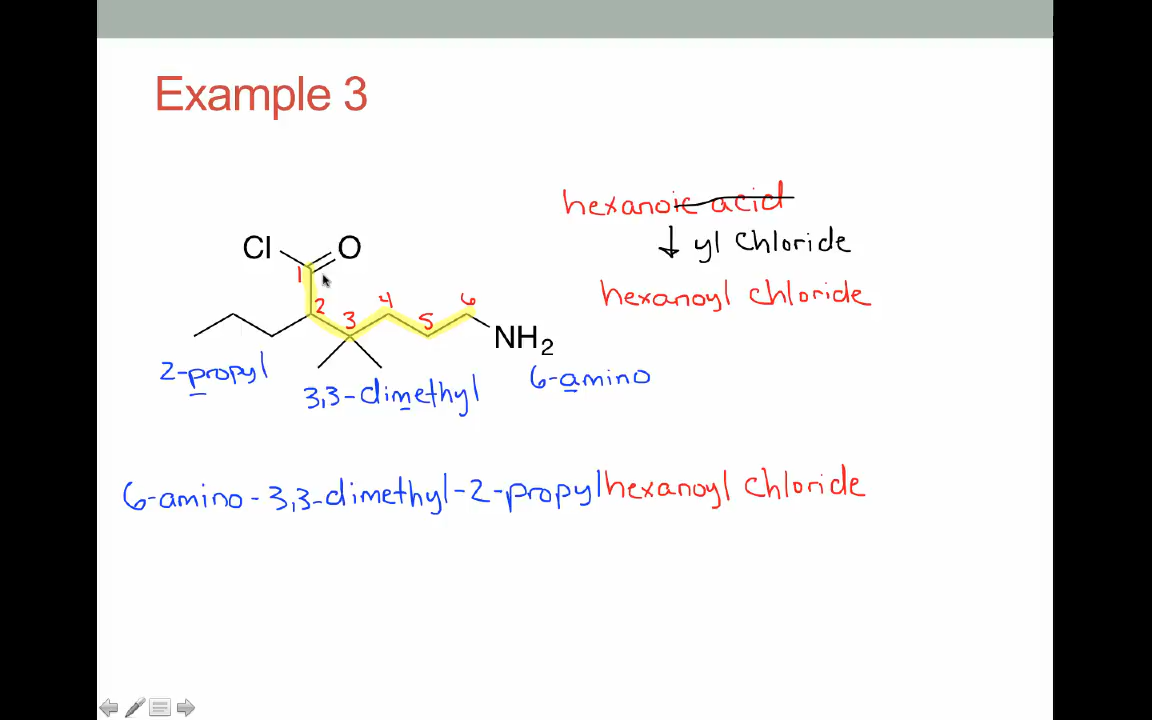 Example 3
hexanoic acid
↓ yl chloride
hexanoyl chloride
Cl O
1
2 3 4 5 6
NH2
2-propyl
3,3-dimethyl
6-amino
6-amino-3,3-dimethyl-2-propylhexanoyl chloride